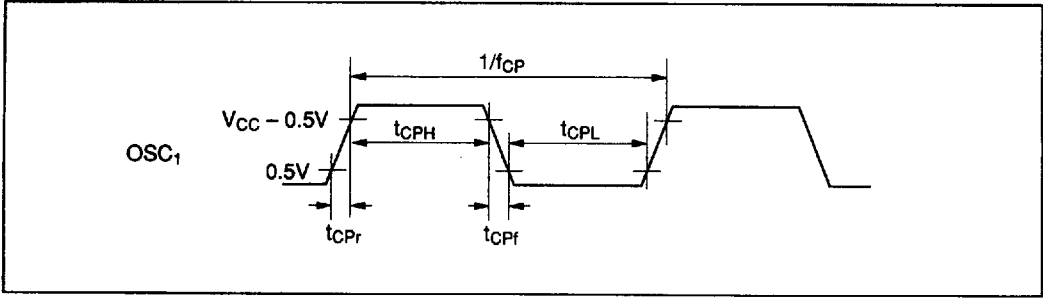 1/fCP
VCC – 0.5V
tCPH
tCPL
OSC1
0.5V
tCPr
tCPf